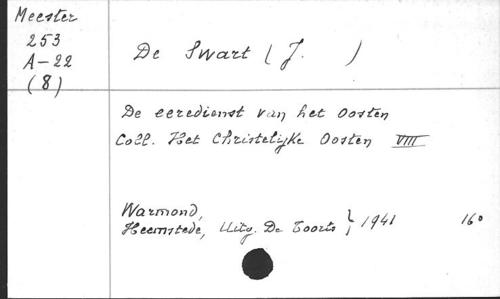 Meester
253
A-22
(8)
De Swart (J. )
De eeredienst van het Oosten
Coll. Het Christelijke Oosten VIII
Warmond,
Heemstede, Uitg. De Toorts } 1941 16°